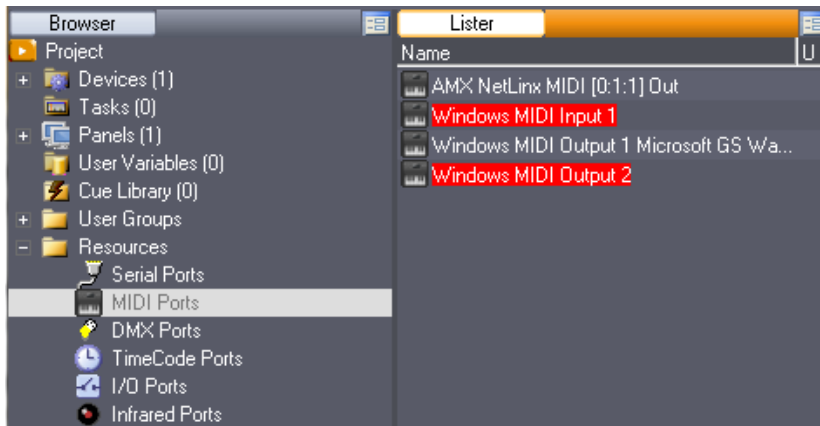 Browser
Project
Devices (1)
Tasks (0)
Panels (1)
User Variables (0)
Cue Library (0)
User Groups
Resources
Serial Ports
MIDI Ports
DMX Ports
TimeCode Ports
I/O Ports
Infrared Ports
Lister
Name U
AMX NetLinx MIDI [0:1:1] Out
Windows MIDI Input 1
Windows MIDI Output 1 Microsoft GS Wa...
Windows MIDI Output 2